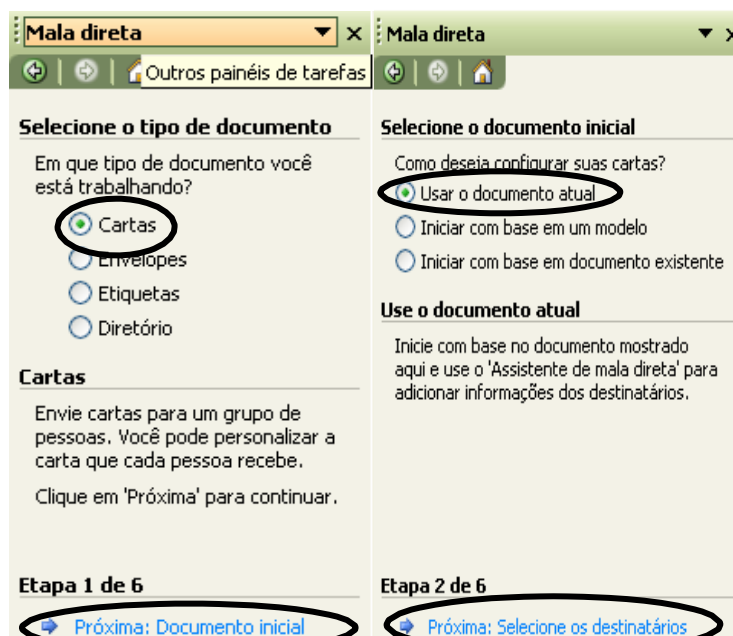 Mala direta
Outros painéis de tarefas
Selecione o tipo de documento
Em que tipo de documento você
está trabalhando?
Cartas
Envelopes
Etiquetas
Diretório
Cartas
Envie cartas para um grupo de
pessoas. Você pode personalizar a
carta que cada pessoa recebe.
Clique em 'Próxima' para continuar.
Etapa 1 de 6
Próxima: Documento inicial
Mala direta
Selecione o documento inicial
Como deseja configurar suas cartas?
Usar o documento atual
Iniciar com base em um modelo
Iniciar com base em documento existente
Use o documento atual
Inicie com base no documento mostrado
aqui e use o 'Assistente de mala direta' para
adicionar informações dos destinatários.
Etapa 2 de 6
Próxima: Selecione os destinatários